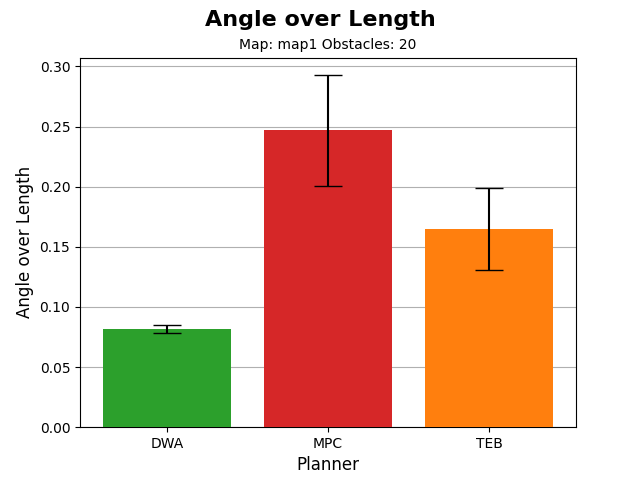 Angle over Length
Map: map1 Obstacles: 20
0.30
0.25
0.20
0.15
0.10
0.05
0.00
Angle over Length
DWA MPC TEB
Planner